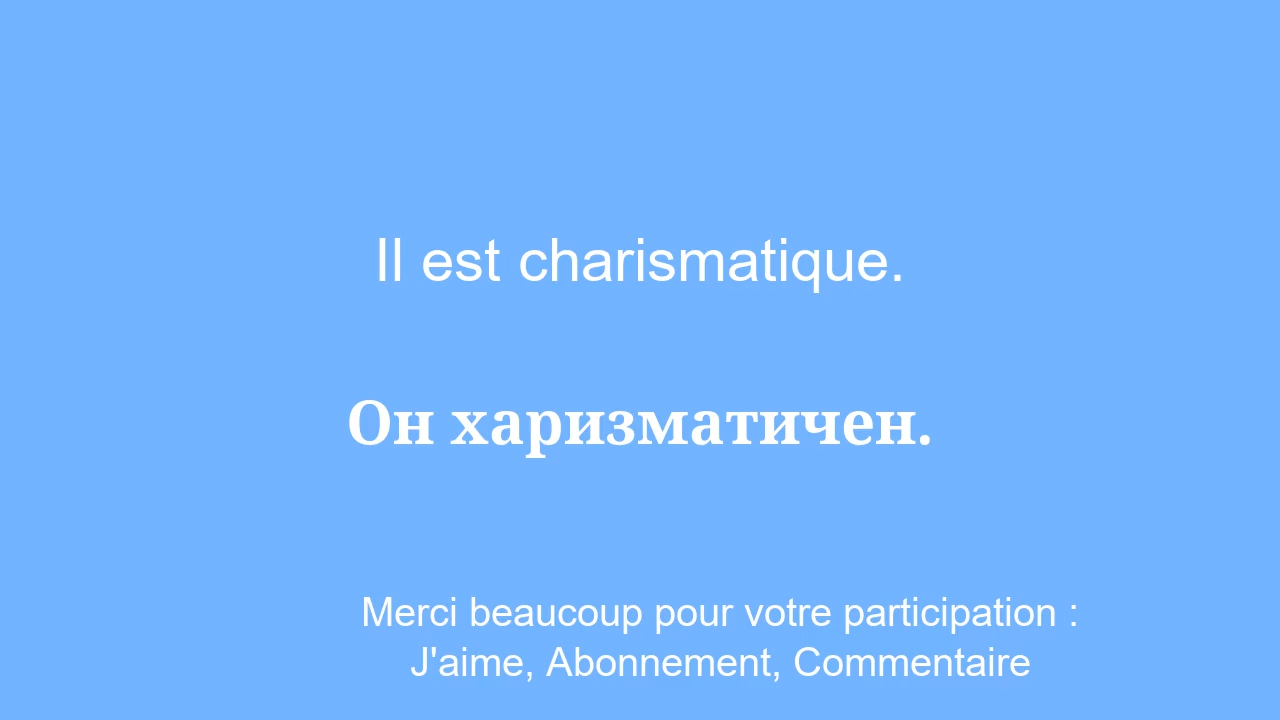 Il est charismatique.
Он харизматичен.
Merci beaucoup pour votre participation :
J'aime, Abonnement, Commentaire